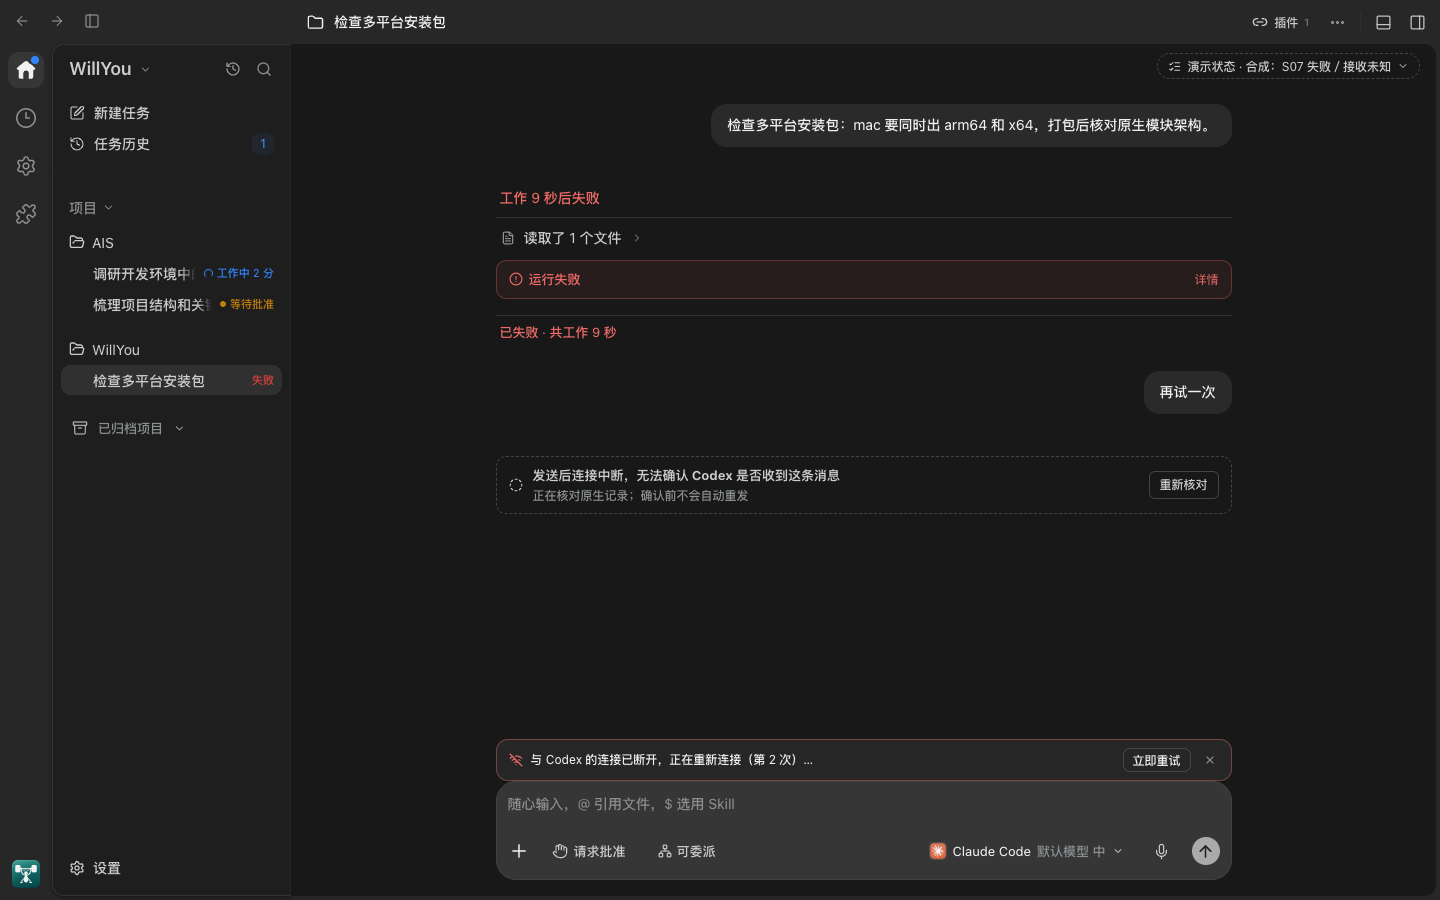 检查多平台安装包
插件 1
WillYou
演示状态 · 合成：S07 失败 / 接收未知
新建任务
任务历史 1
检查多平台安装包：mac 要同时出 arm64 和 x64，打包后核对原生模块架构。
项目
AIS
调研开发环境中 工作中 2 分
梳理项目结构和关 等待批准
WillYou
检查多平台安装包 失败
已归档项目
工作 9 秒后失败
读取了 1 个文件
运行失败 详情
已失败 · 共工作 9 秒
再试一次
发送后连接中断，无法确认 Codex 是否收到这条消息
正在核对原生记录；确认前不会自动重发
重新核对
与 Codex 的连接已断开，正在重新连接（第 2 次）...
立即重试
随心输入，@ 引用文件，$ 选用 Skill
请求批准 可委派 Claude Code 默认模型 中
设置